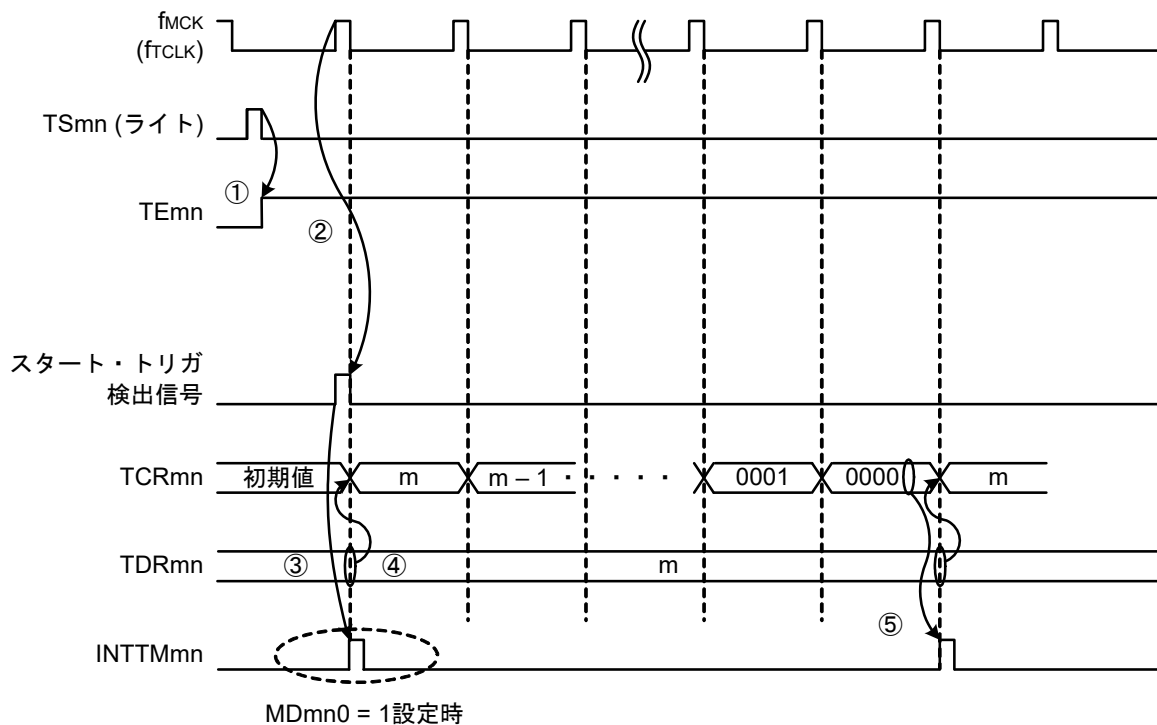 fMCK
(fTCLK)
TSmn (ライト)
①
TEmn
②
スタート・トリガ
検出信号
TCRmn 初期値 m m – 1 ・・・・・ 0001 0000 m
TDRmn ③ ④ m
⑤
INTTMmn
MDmn0 = 1設定時